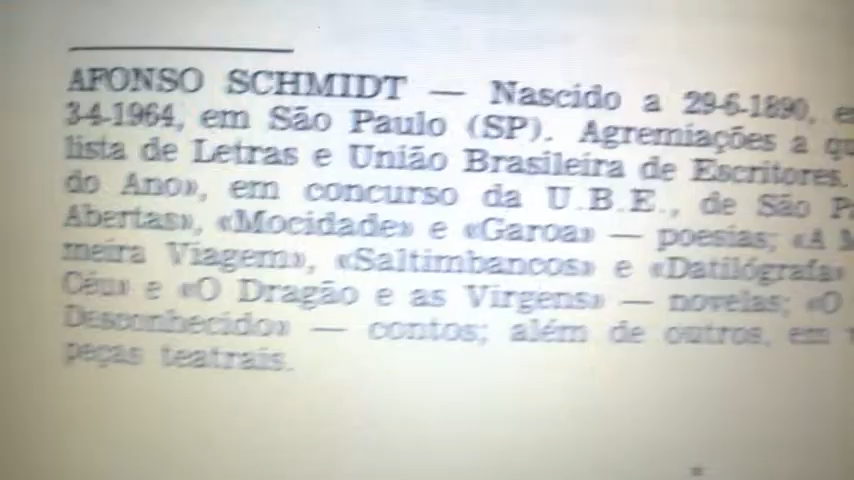 AFONSO SCHMIDT — Nascido a 29-6-1890, e
3-4-1964, em São Paulo (SP). Agremiações a qu
lista de Letras e União Brasileira de Escritores.
do Ano», em concurso da U.B.E., de São P
Abertas», «Mocidade» e «Garoa» — poesias; «A M
meira Viagem», «Saltimbancos» e «Datilógrafa»
Céu» e «O Dragão e as Virgens» — novelas; «O
Desconhecido» — contos; além de outros, em
peças teatrais.